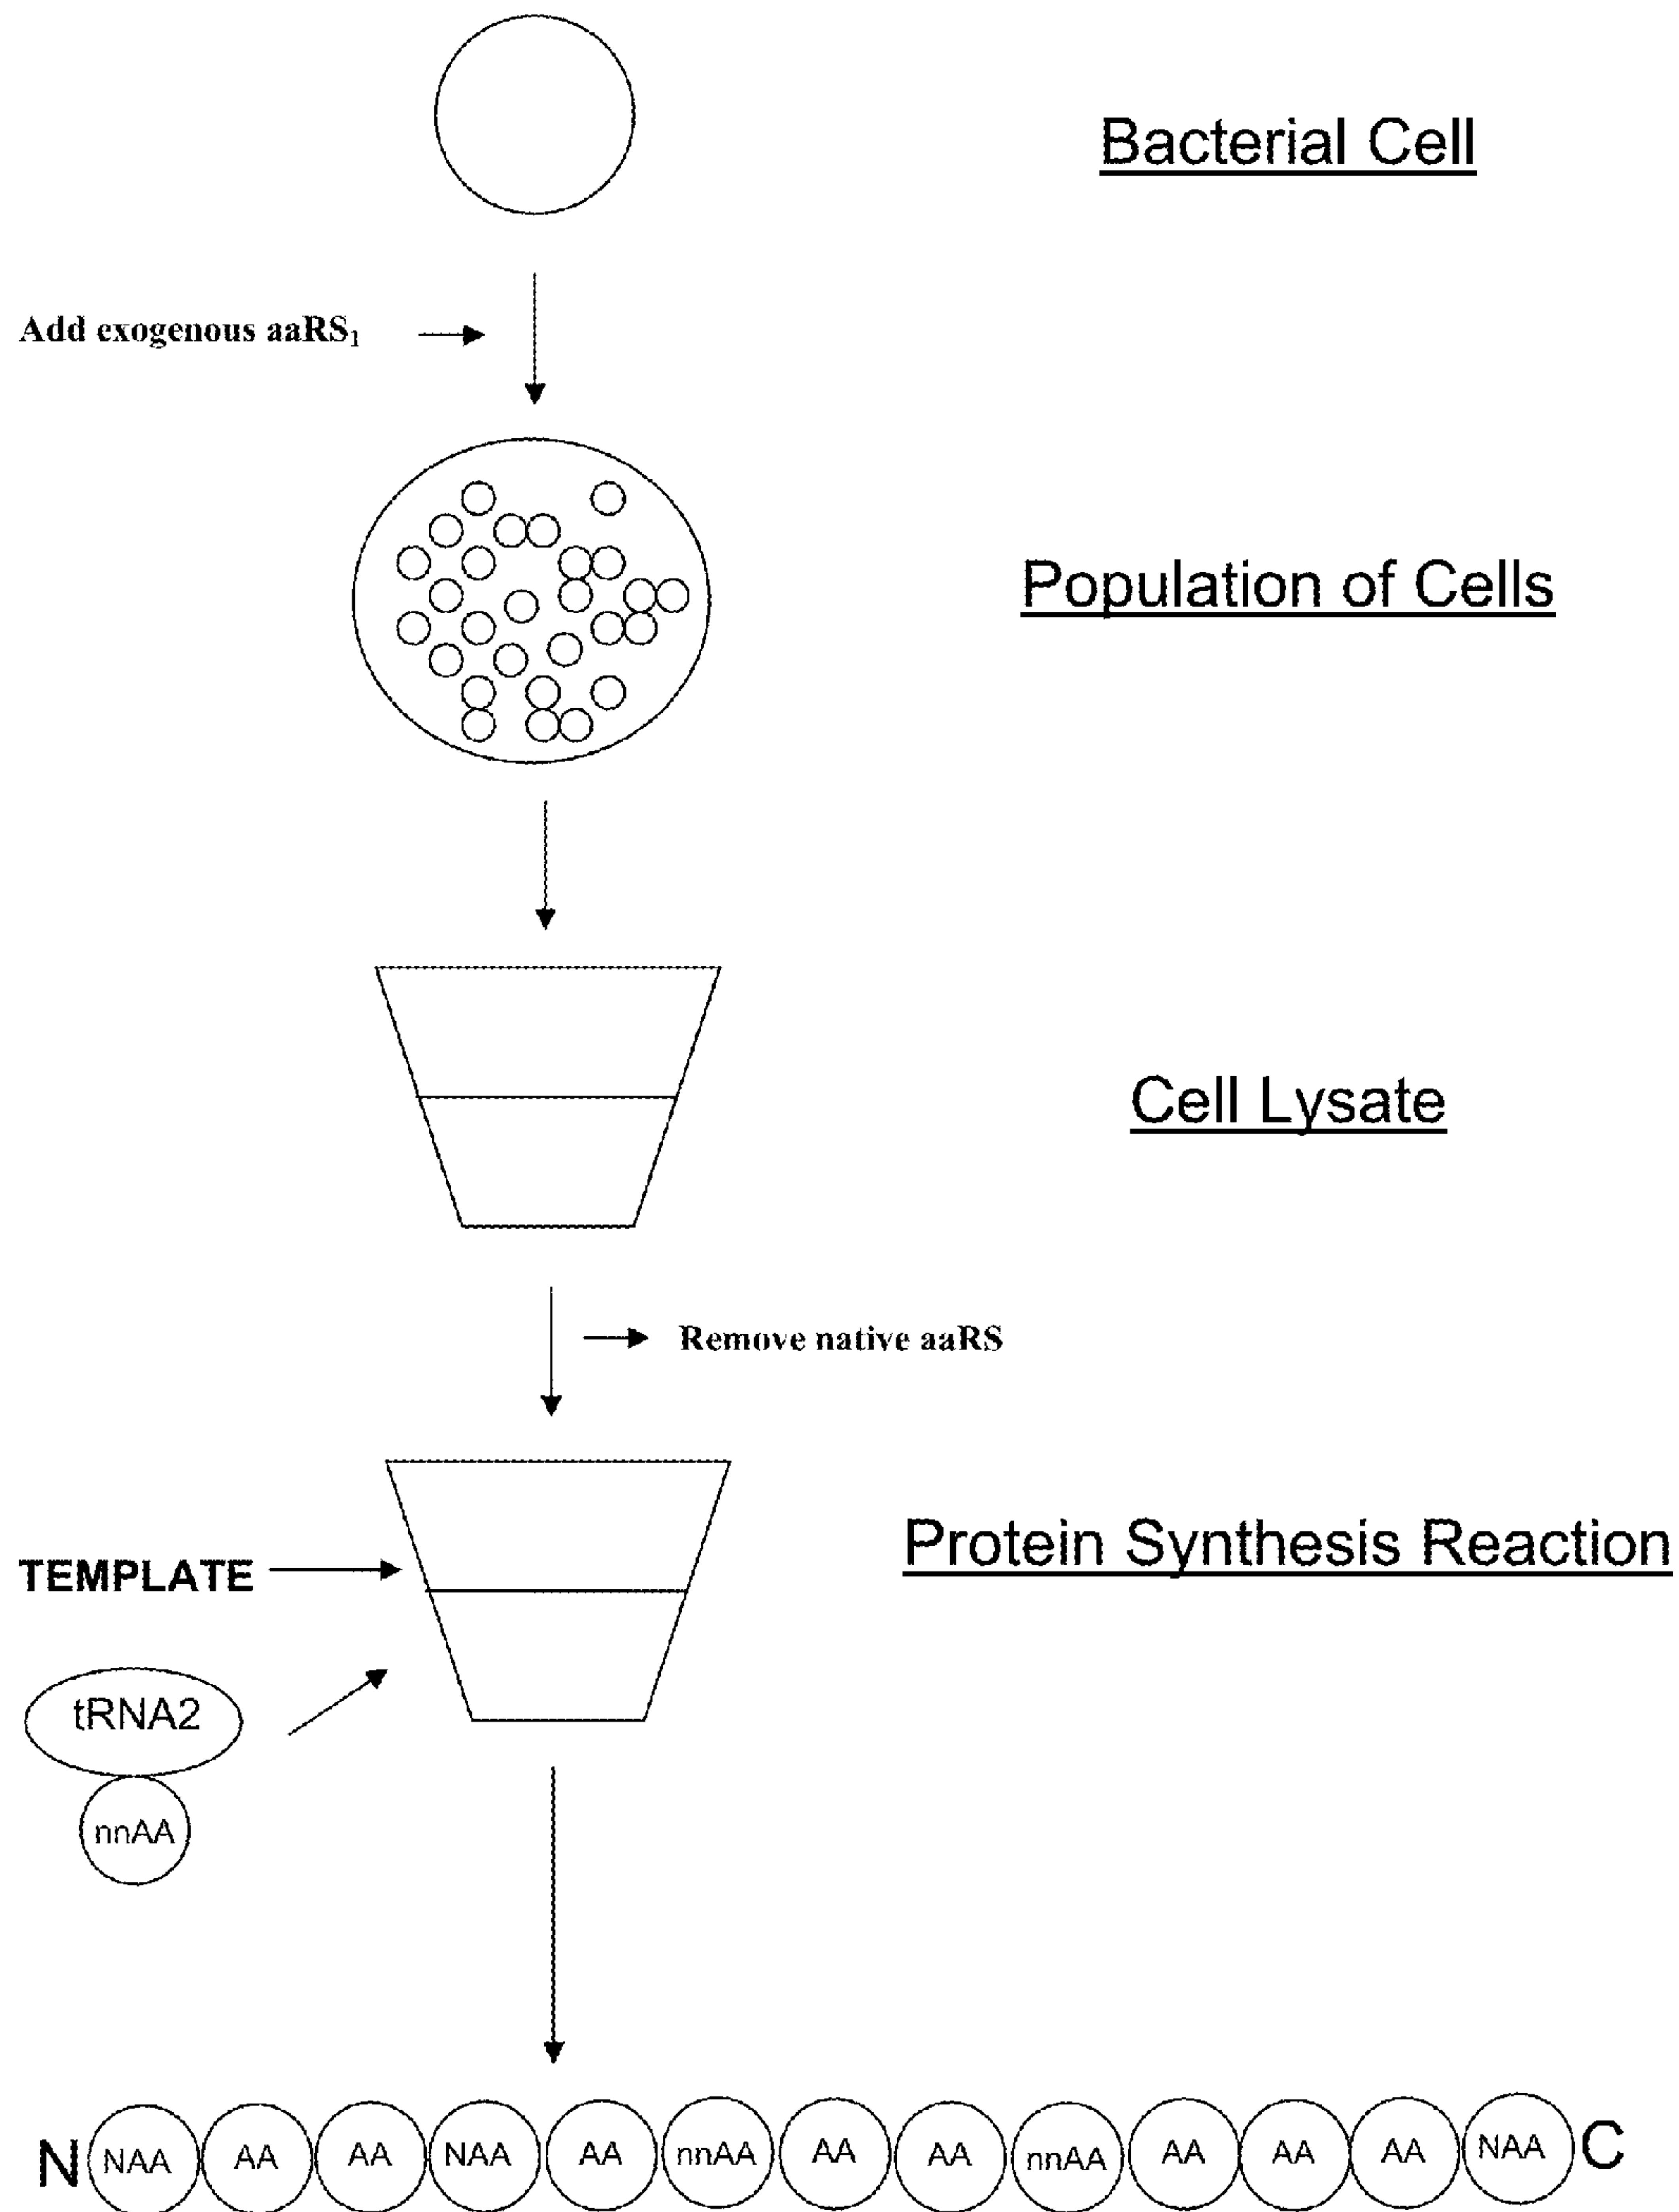 Bacterial Cell
Add exogenous aaRS₁
Population of Cells
Cell Lysate
Remove native aaRS
Protein Synthesis Reaction
TEMPLATE
tRNA2
nnAA
N NAA AA AA NAA AA nnAA AA AA nnAA AA AA AA NAA C